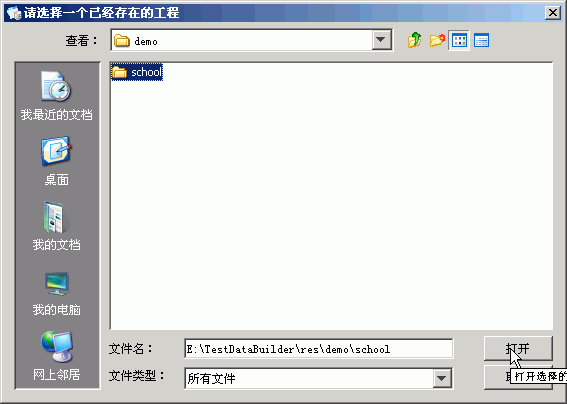 请选择一个已经存在的工程
查看： demo
school
我最近的文档
桌面
我的文档
我的电脑
网上邻居
文件名： E:\TestDataBuilder\res\demo\school 打开
文件类型： 所有文件
打开选择的